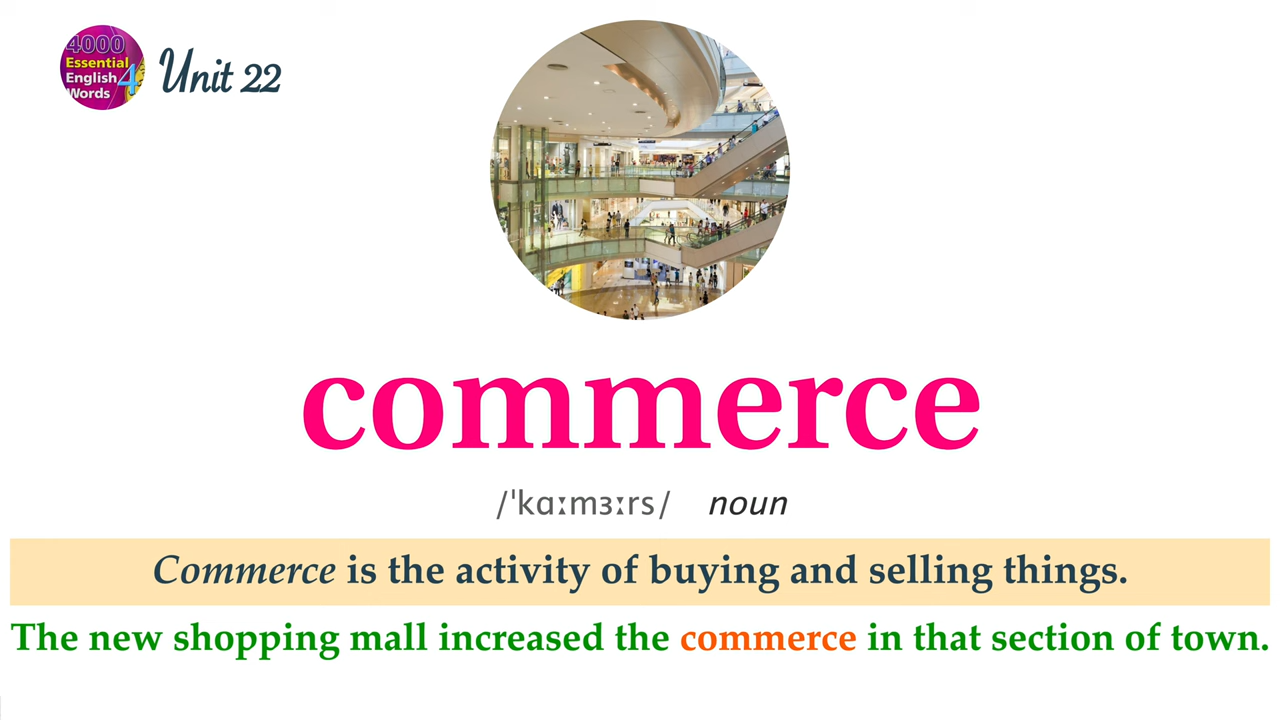 4000
Essential
English
Words 4
Unit 22
commerce
/ˈkɑːmɜːrs/ noun
Commerce is the activity of buying and selling things.
The new shopping mall increased the commerce in that section of town.